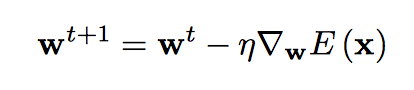 w^{t+1} = w^t − η∇_w E (x)